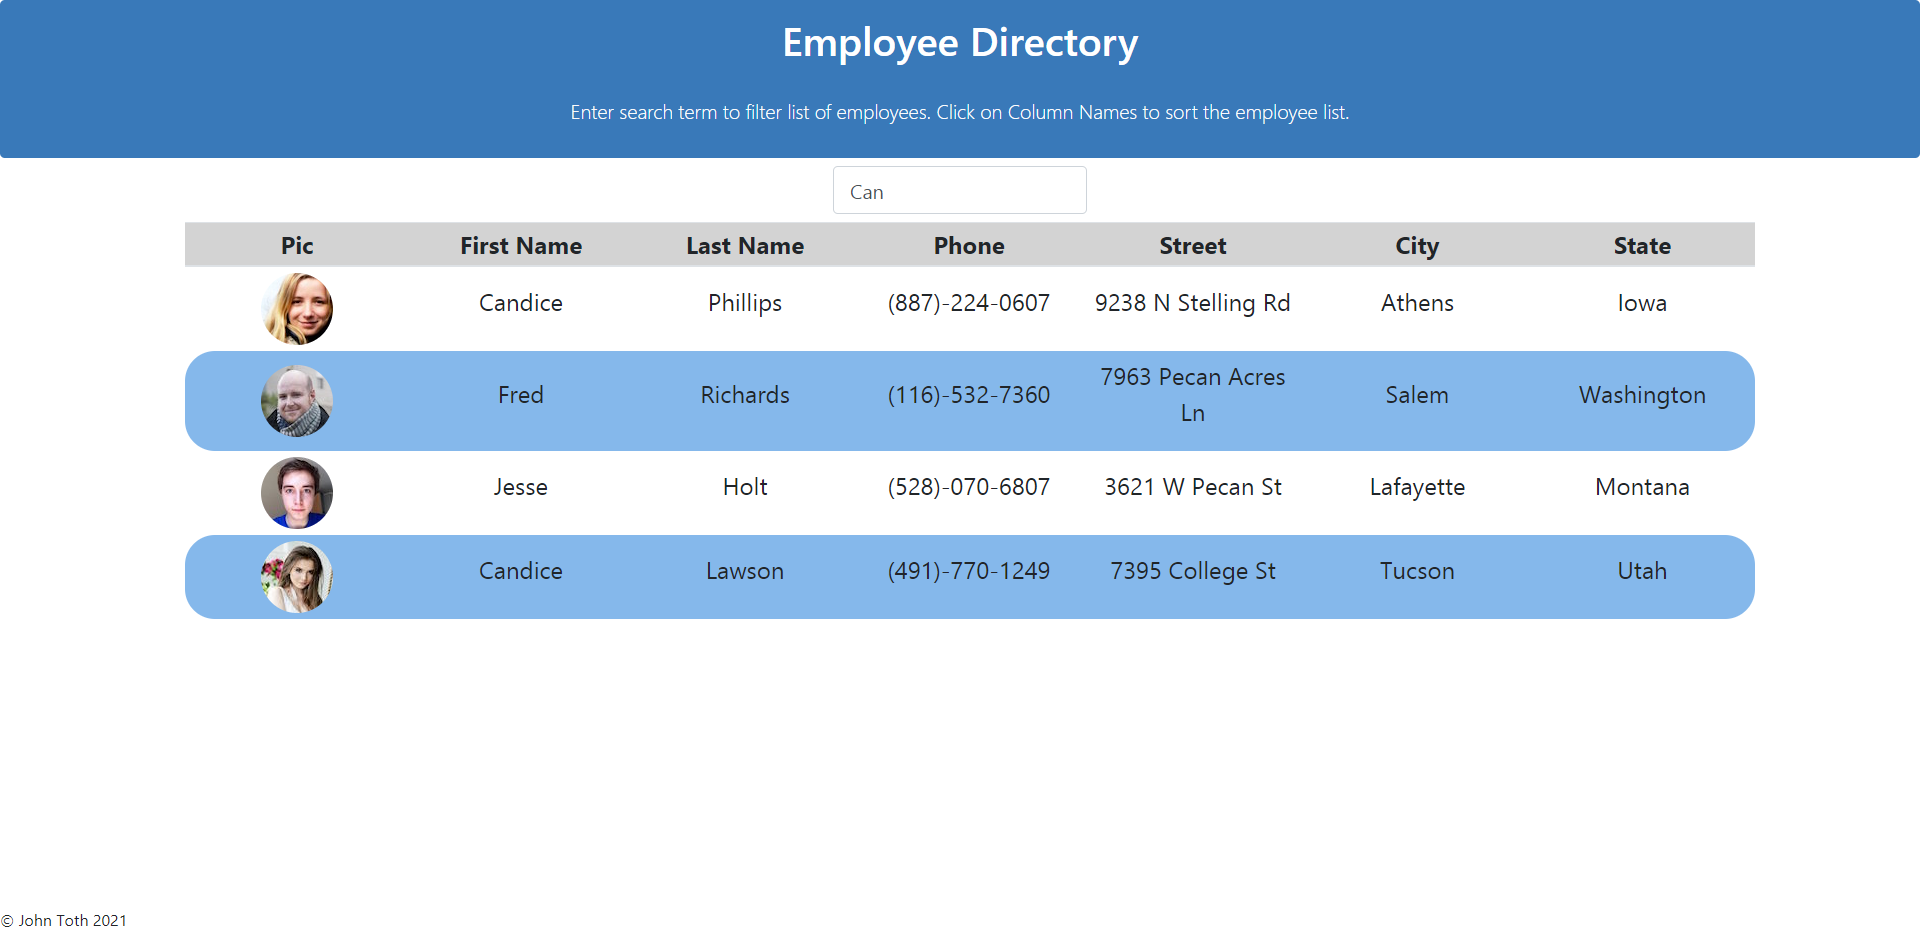 Employee Directory
Enter search term to filter list of employees. Click on Column Names to sort the employee list.
Can
Pic First Name Last Name Phone Street City State
Candice Phillips (887)-224-0607 9238 N Stelling Rd Athens Iowa
Fred Richards (116)-532-7360 7963 Pecan Acres Salem Washington
Ln
Jesse Holt (528)-070-6807 3621 W Pecan St Lafayette Montana
Candice Lawson (491)-770-1249 7395 College St Tucson Utah
© John Toth 2021